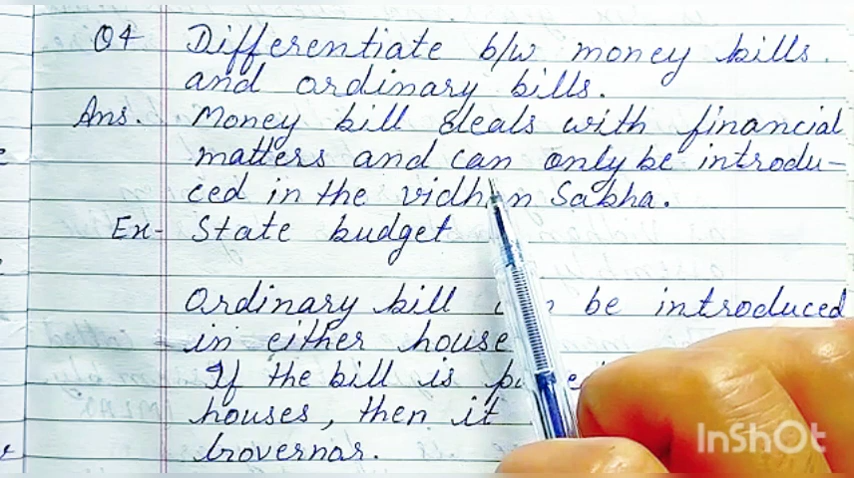 Q4 Differentiate b/w money bills.
and ordinary bills.
Ans. Money bill deals with financial
matters and can only be introdu-
ced in the vidhan Sabha.
Ex- State budget
Ordinary bill be introduced
in either house
If the bill is
houses, then it
Governor.
InShOt